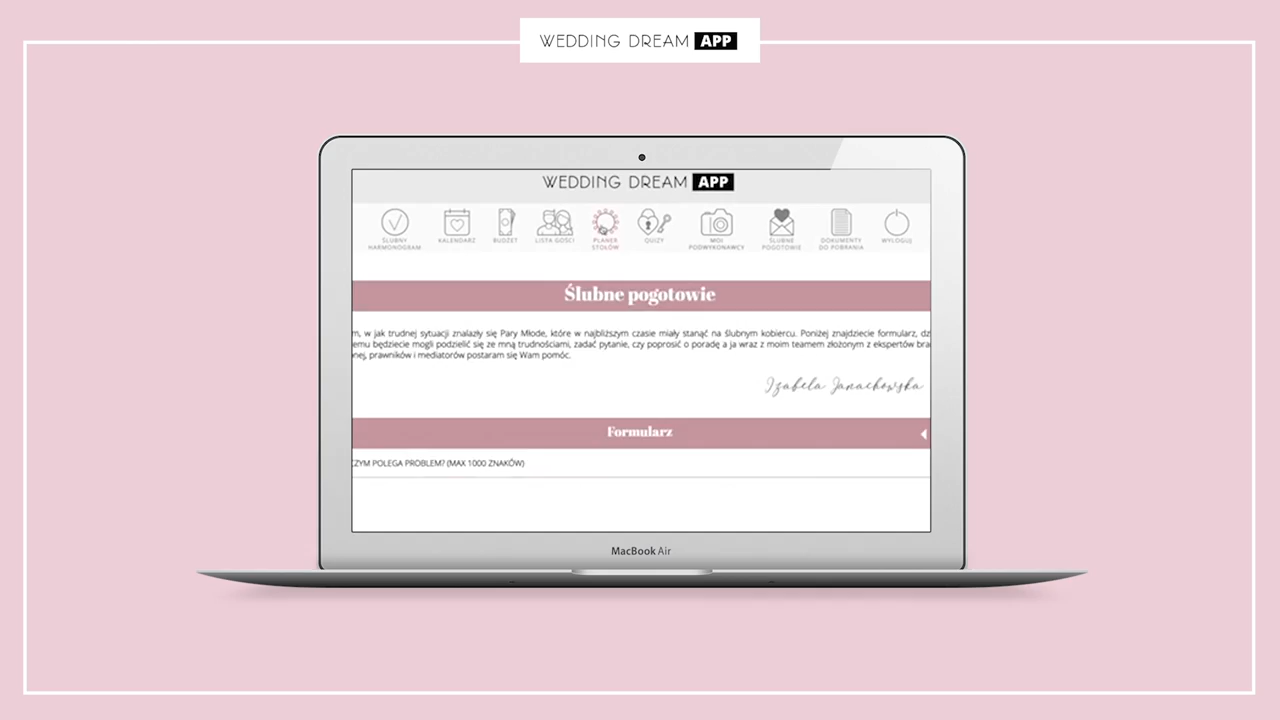 WEDDING DREAM APP
WEDDING DREAM APP
ŚLUBNY HARMONOGRAM
KALENDARZ
BUDŻET
LISTA GOŚCI
PLANER STOŁÓW
QUIZY
MOI PODWYKONAWCY
ŚLUBNE POGOTOWIE
DOKUMENTY DO POBRANIA
WYLOGUJ
Ślubne pogotowie
m, w jak trudnej sytuacji znalazły się Pary Młode, które w najbliższym czasie miały stanąć na ślubnym kobiercu. Poniżej znajdziecie formularz, dz
emu będziecie mogli podzielić się ze mną trudnościami, zadać pytanie, czy poprosić o poradę a ja wraz z moim teamem złożonym z ekspertów bra
nej, prawników i mediatorów postaram się Wam pomóc.
Izabela Janachowska
Formularz
CZYM POLEGA PROBLEM? (MAX 1000 ZNAKÓW)
MacBook Air